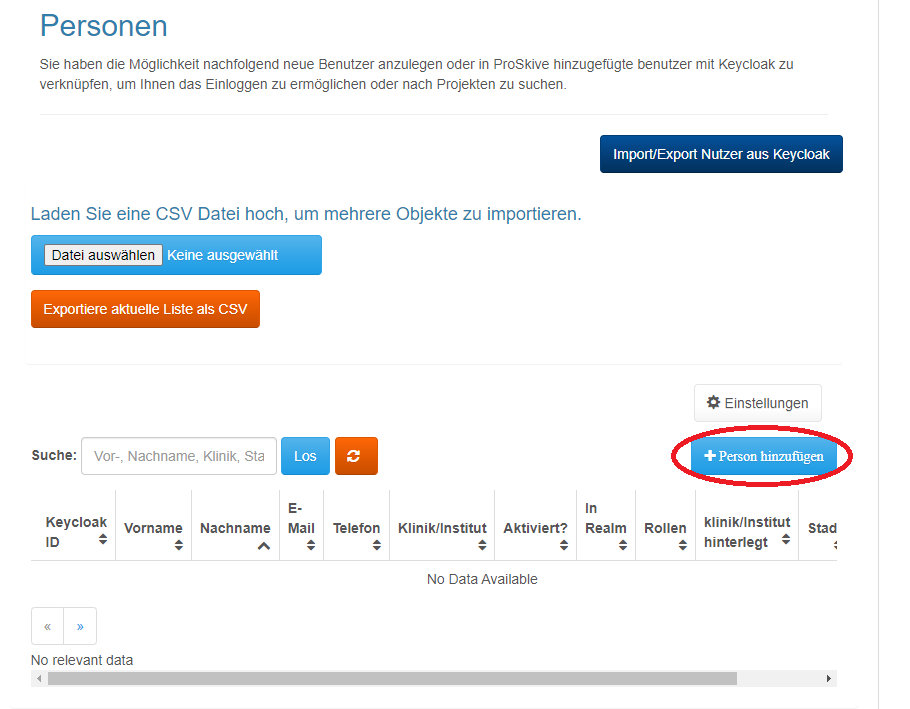 Personen
Sie haben die Möglichkeit nachfolgend neue Benutzer anzulegen oder in ProSkive hinzugefügte benutzer mit Keycloak zu
verknüpfen, um Ihnen das Einloggen zu ermöglichen oder nach Projekten zu suchen.
Import/Export Nutzer aus Keycloak
Laden Sie eine CSV Datei hoch, um mehrere Objekte zu importieren.
Datei auswählen Keine ausgewählt
Exportiere aktuelle Liste als CSV
Einstellungen
Suche: Vor-, Nachname, Klinik, Sta Los
+ Person hinzufügen
Keycloak ID Vorname Nachname E-Mail Telefon Klinik/Institut Aktiviert? In Realm Rollen klinik/Institut hinterlegt Stad
No Data Available
« »
No relevant data